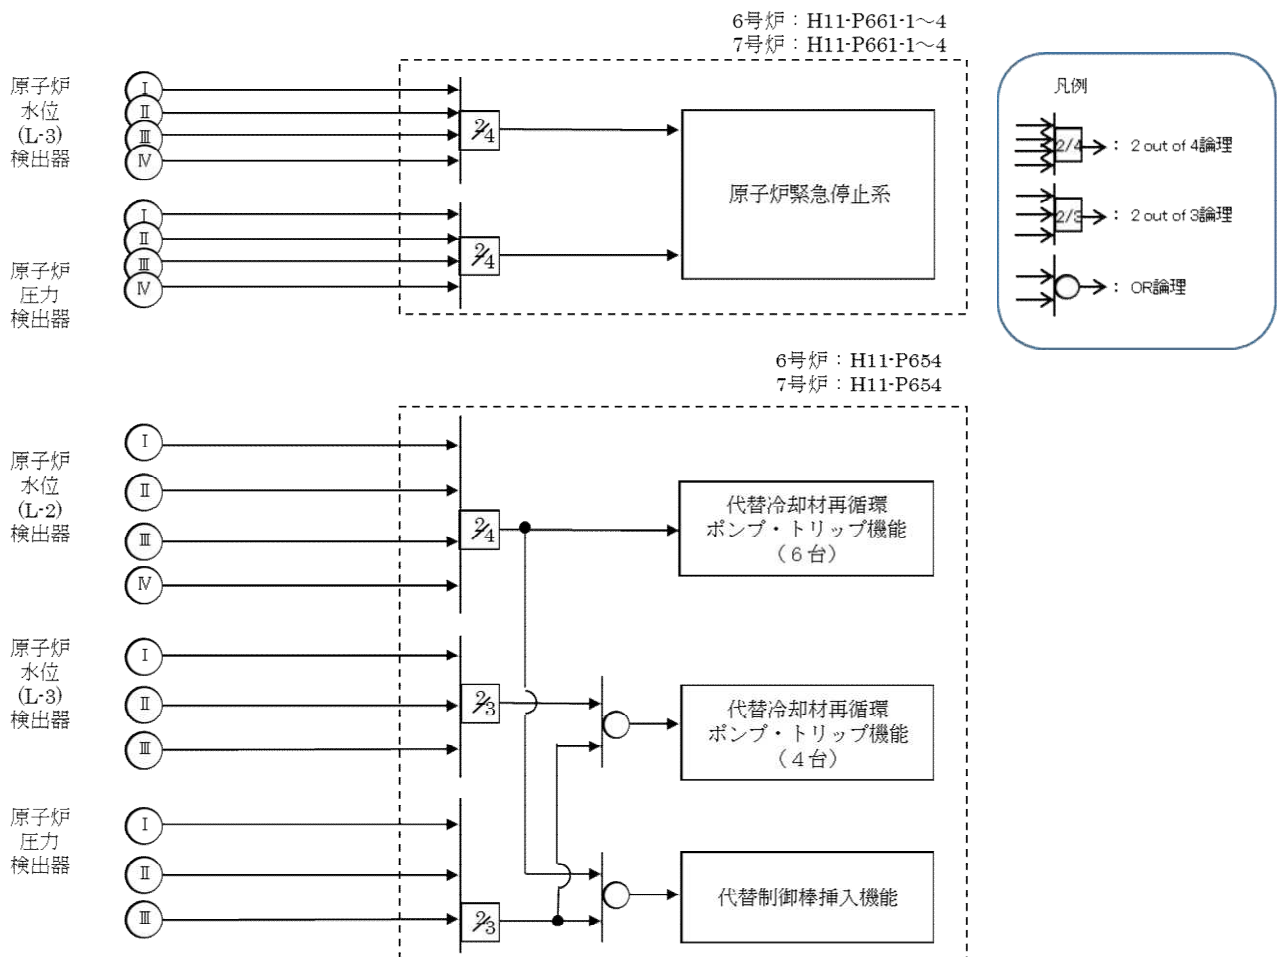 6号炉：H11-P661-1～4
7号炉：H11-P661-1～4
原子炉
水位
(L-3)
検出器
Ⅰ
Ⅱ
Ⅲ
Ⅳ
2/4
原子炉緊急停止系
原子炉
圧力
検出器
Ⅰ
Ⅱ
Ⅲ
Ⅳ
2/4
凡例
2/4
：2 out of 4論理
2/3
：2 out of 3論理
：OR論理
6号炉：H11-P654
7号炉：H11-P654
原子炉
水位
(L-2)
検出器
Ⅰ
Ⅱ
Ⅲ
Ⅳ
2/4
代替冷却材再循環
ポンプ・トリップ機能
（６台）
原子炉
水位
(L-3)
検出器
Ⅰ
Ⅱ
Ⅲ
2/3
代替冷却材再循環
ポンプ・トリップ機能
（４台）
原子炉
圧力
検出器
Ⅰ
Ⅱ
Ⅲ
2/3
代替制御棒挿入機能